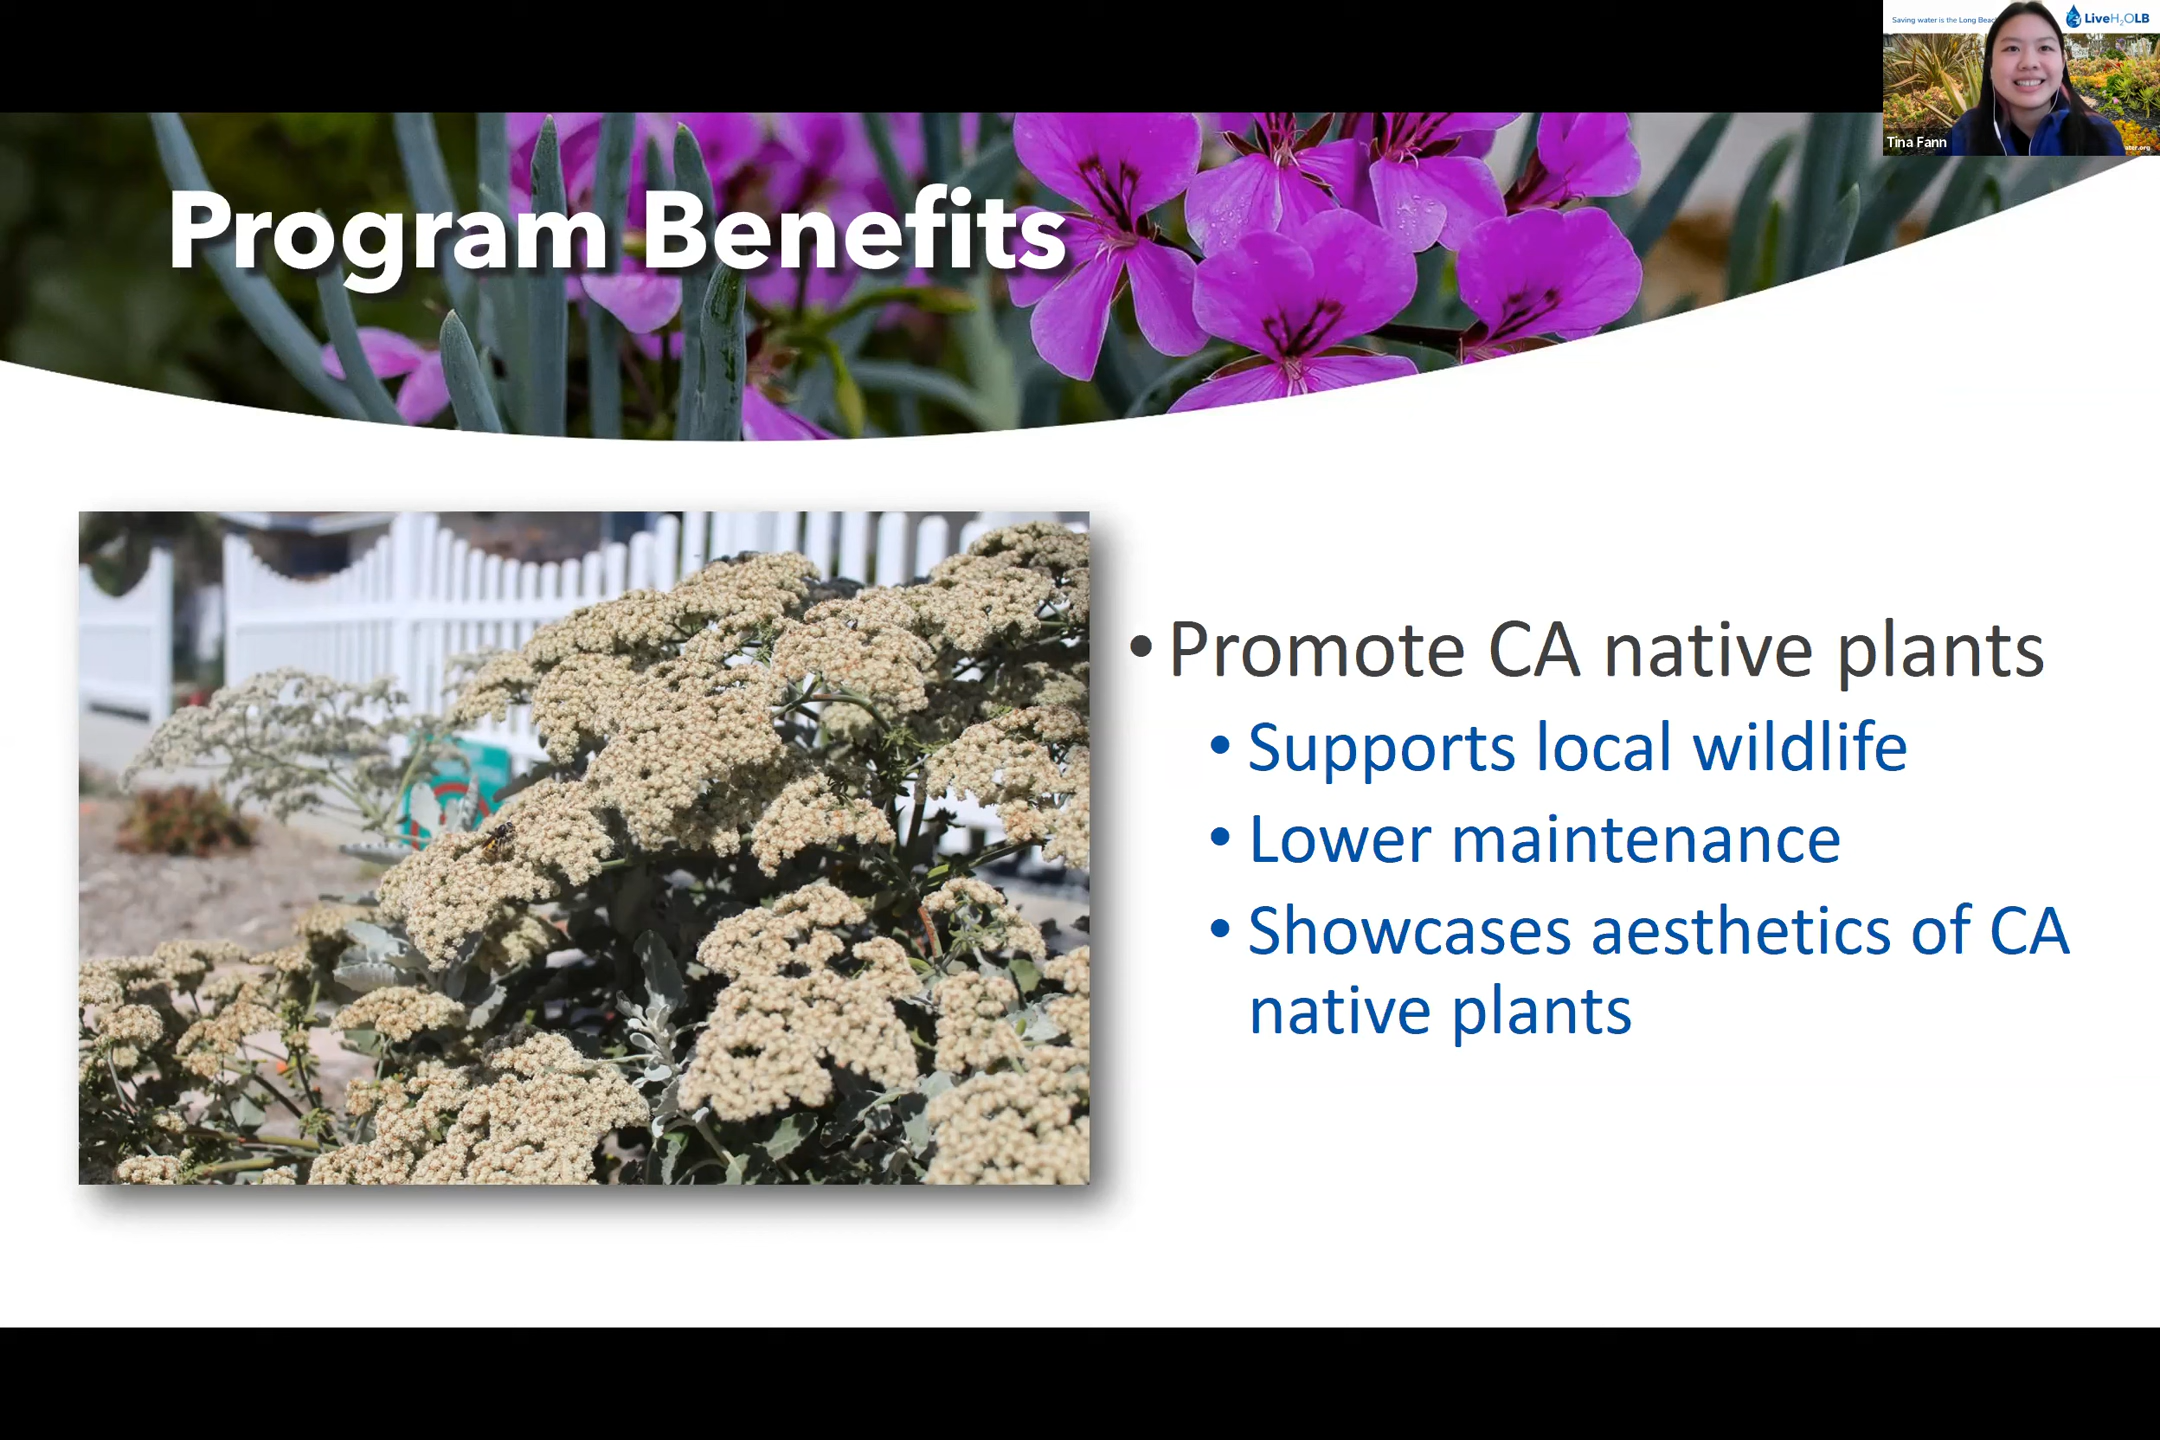 Saving water is the Long Beac
LiveH₂OLB
Tina Fann
Program Benefits
• Promote CA native plants
• Supports local wildlife
• Lower maintenance
• Showcases aesthetics of CA
native plants